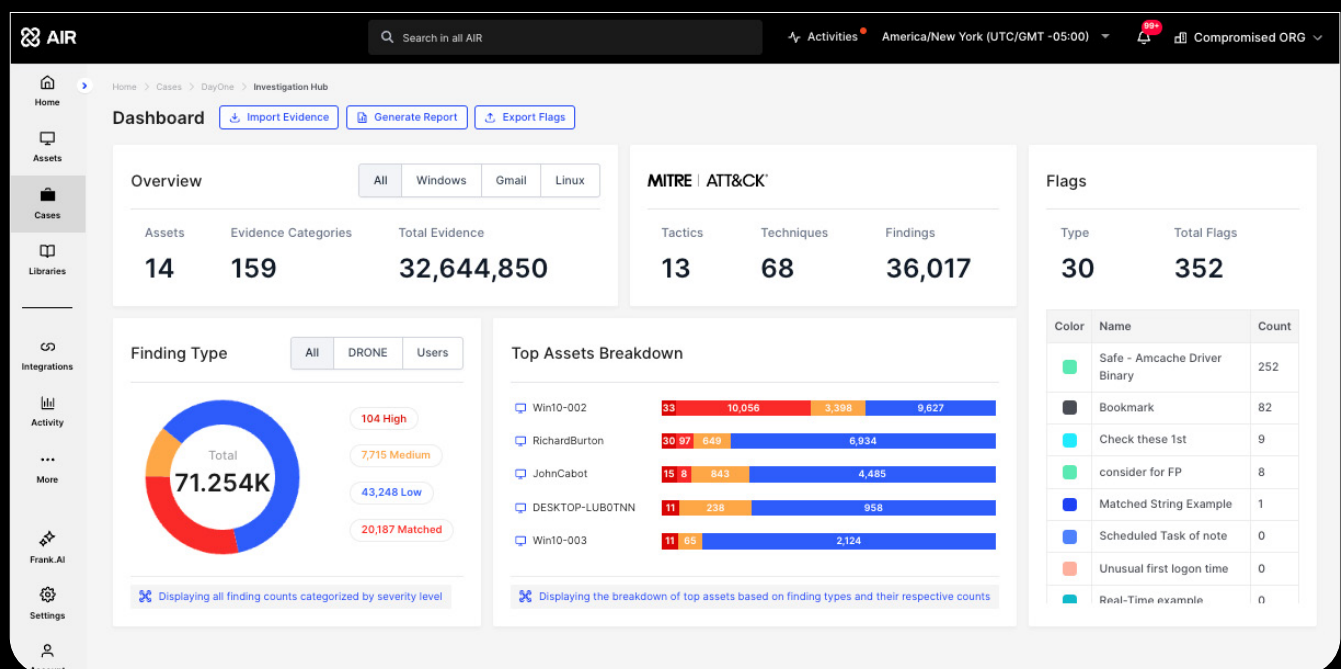 AIR
Search in all AIR
Activities
America/New York (UTC/GMT -05:00)
99+
Compromised ORG
Home
Assets
Cases
Libraries
Integrations
Activity
More
Frank.AI
Settings
Home > Cases > DayOne > Investigation Hub
Dashboard
Import Evidence
Generate Report
Export Flags
Overview
All Windows Gmail Linux
Assets Evidence Categories Total Evidence
14 159 32,644,850
MITRE | ATT&CK®
Tactics Techniques Findings
13 68 36,017
Finding Type
All DRONE Users
Total
71.254K
104 High
7,715 Medium
43,248 Low
20,187 Matched
Displaying all finding counts categorized by severity level
Top Assets Breakdown
Win10-002 33 10,056 3,398 9,627
RichardBurton 30 97 649 6,934
JohnCabot 15 8 843 4,485
DESKTOP-LUB0TNN 11 238 958
Win10-003 11 65 2,124
Displaying the breakdown of top assets based on finding types and their respective counts
Flags
Type Total Flags
30 352
Color Name Count
Safe - Amcache Driver
Binary 252
Bookmark 82
Check these 1st 9
consider for FP 8
Matched String Example 1
Scheduled Task of note 0
Unusual first logon time 0
Real-Time example 0